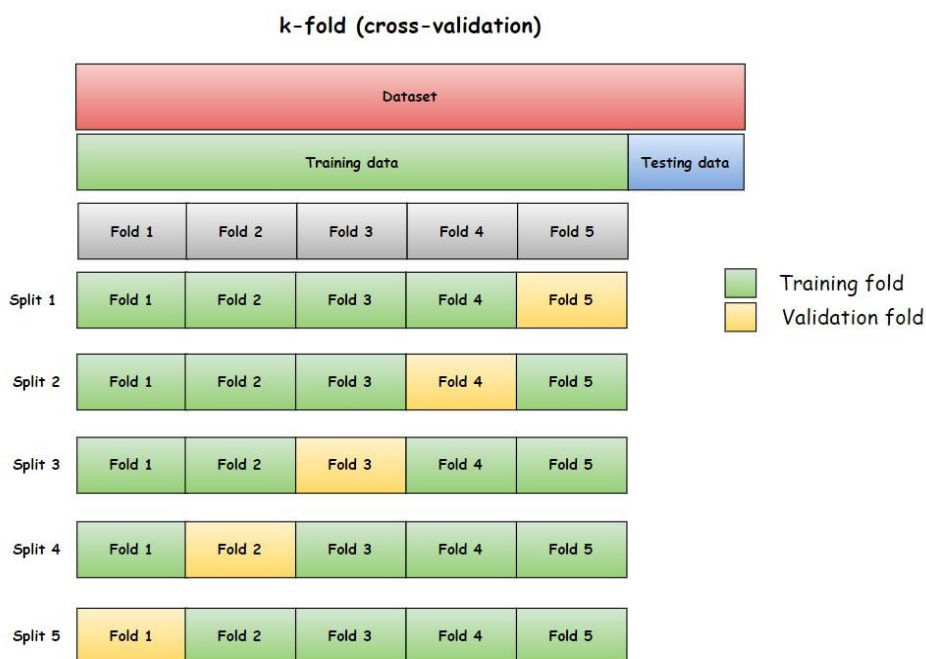 k-fold (cross-validation)
Dataset
Training data Testing data
Fold 1 Fold 2 Fold 3 Fold 4 Fold 5
Split 1 Fold 1 Fold 2 Fold 3 Fold 4 Fold 5
Training fold
Validation fold
Split 2 Fold 1 Fold 2 Fold 3 Fold 4 Fold 5
Split 3 Fold 1 Fold 2 Fold 3 Fold 4 Fold 5
Split 4 Fold 1 Fold 2 Fold 3 Fold 4 Fold 5
Split 5 Fold 1 Fold 2 Fold 3 Fold 4 Fold 5